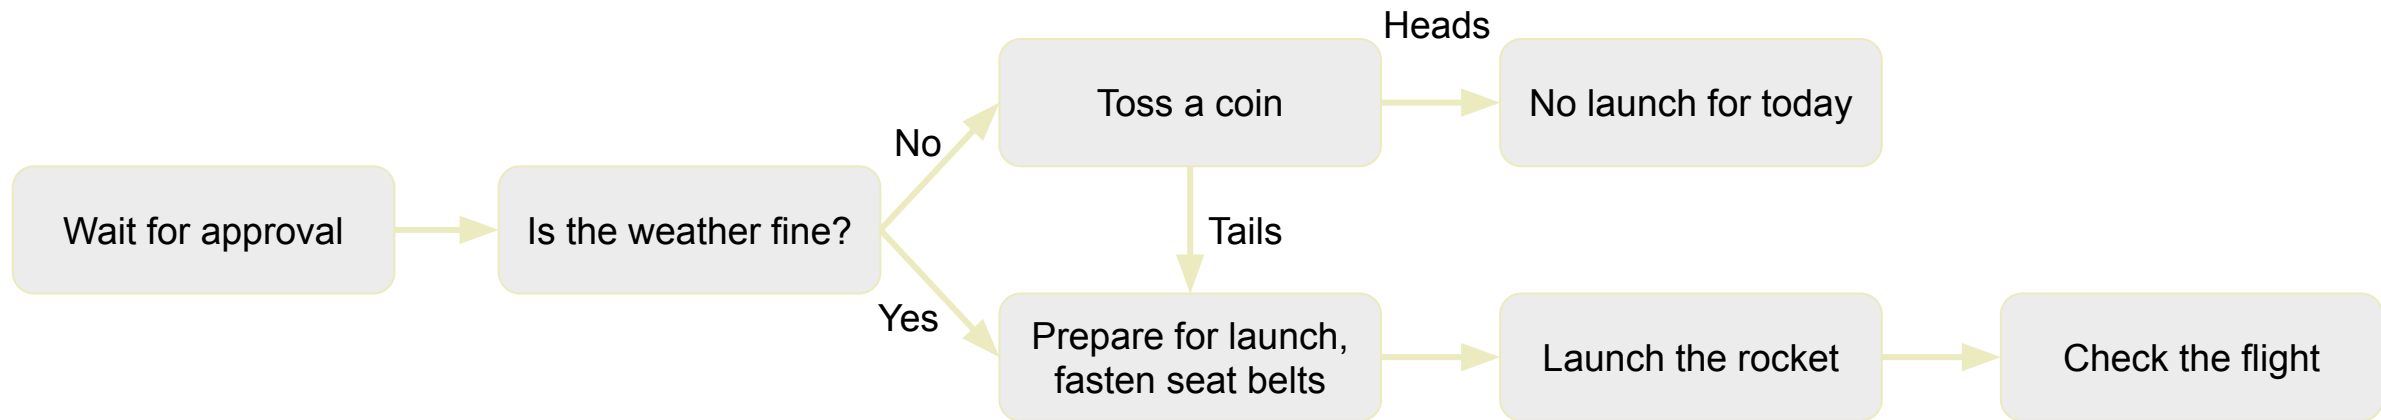 Wait for approval
Is the weather fine?
No
Yes
Toss a coin
Heads
No launch for today
Tails
Prepare for launch,
fasten seat belts
Launch the rocket
Check the flight